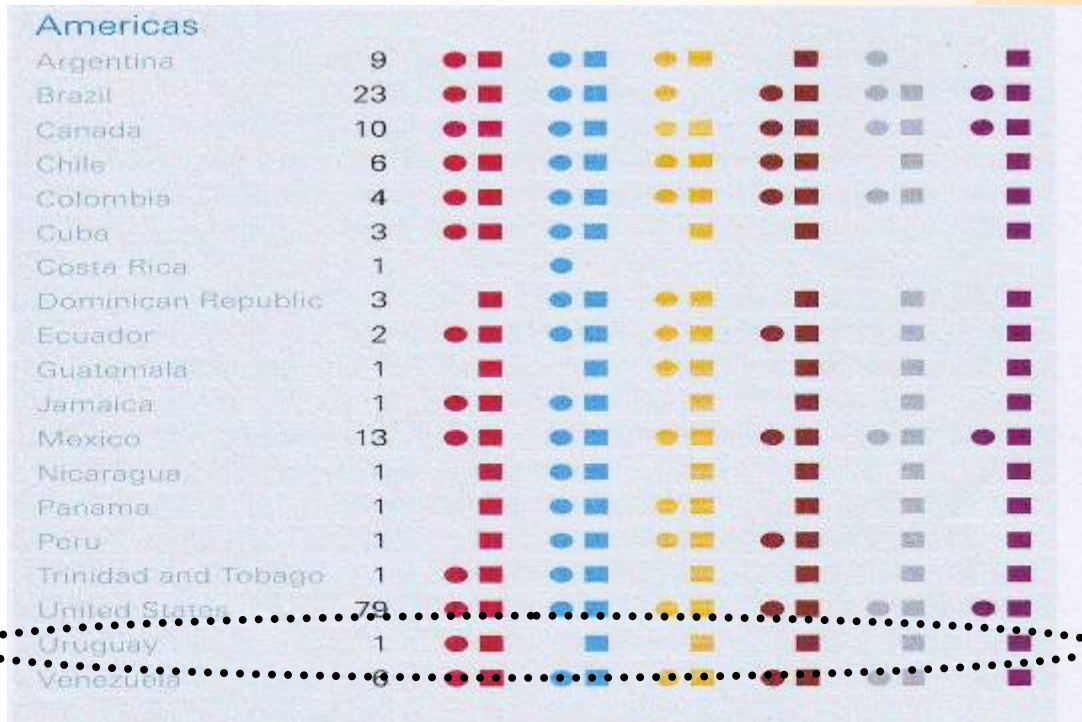 Americas
Argentina 9
Brazil 23
Canada 10
Chile 6
Colombia 4
Cuba 3
Costa Rica 1
Dominican Republic 3
Ecuador 2
Guatemala 1
Jamaica 1
Mexico 13
Nicaragua 1
Panama 1
Peru 1
Trinidad and Tobago 1
United States 79
Uruguay 1
Venezuela 6